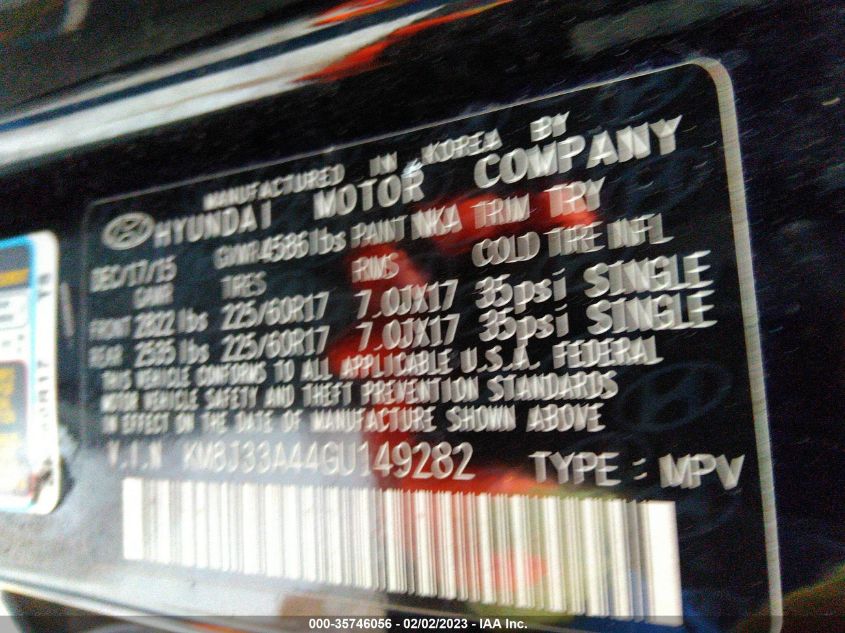 MANUFACTURED IN KOREA BY
HYUNDAI MOTOR COMPANY
GVWR 4586 lbs PAINT NKA TRIM TRY
DEC/17/15 TIRES RIMS COLD TIRE INFL
GAWR
FRONT 2822 lbs 225/60R17 7.0JX17 35psi SINGLE
REAR 2595 lbs 225/60R17 7.0JX17 35psi SINGLE
THIS VEHICLE CONFORMS TO ALL APPLICABLE U.S.A. FEDERAL
MOTOR VEHICLE SAFETY AND THEFT PREVENTION STANDARDS
IN EFFECT ON THE DATE OF MANUFACTURE SHOWN ABOVE
V.I.N KM8J33A44GU149282 TYPE : MPV
000-35746056 - 02/02/2023 - IAA Inc.